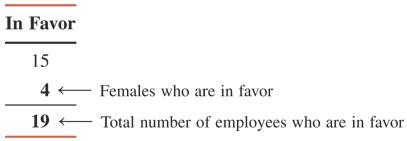 In Favor
15
4 ← Females who are in favor
19 ← Total number of employees who are in favor